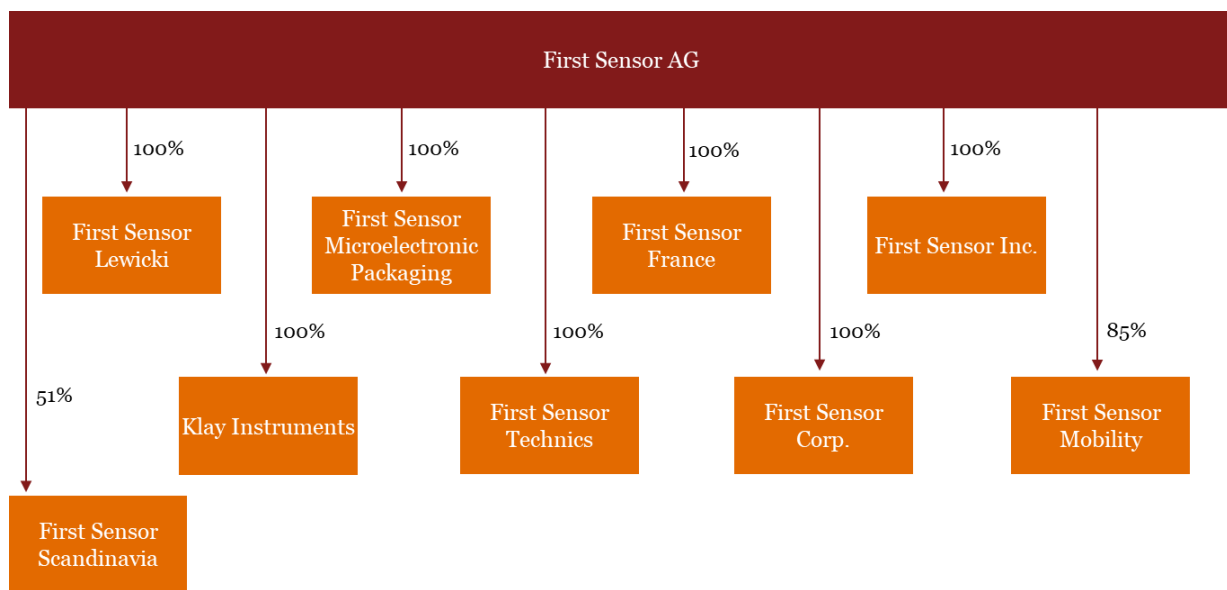 First Sensor AG
100%
100%
100%
100%
First Sensor
Lewicki
First Sensor
Microelectronic
Packaging
First Sensor
France
First Sensor Inc.
100%
100%
100%
85%
51%
Klay Instruments
First Sensor
Technics
First Sensor
Corp.
First Sensor
Mobility
First Sensor
Scandinavia